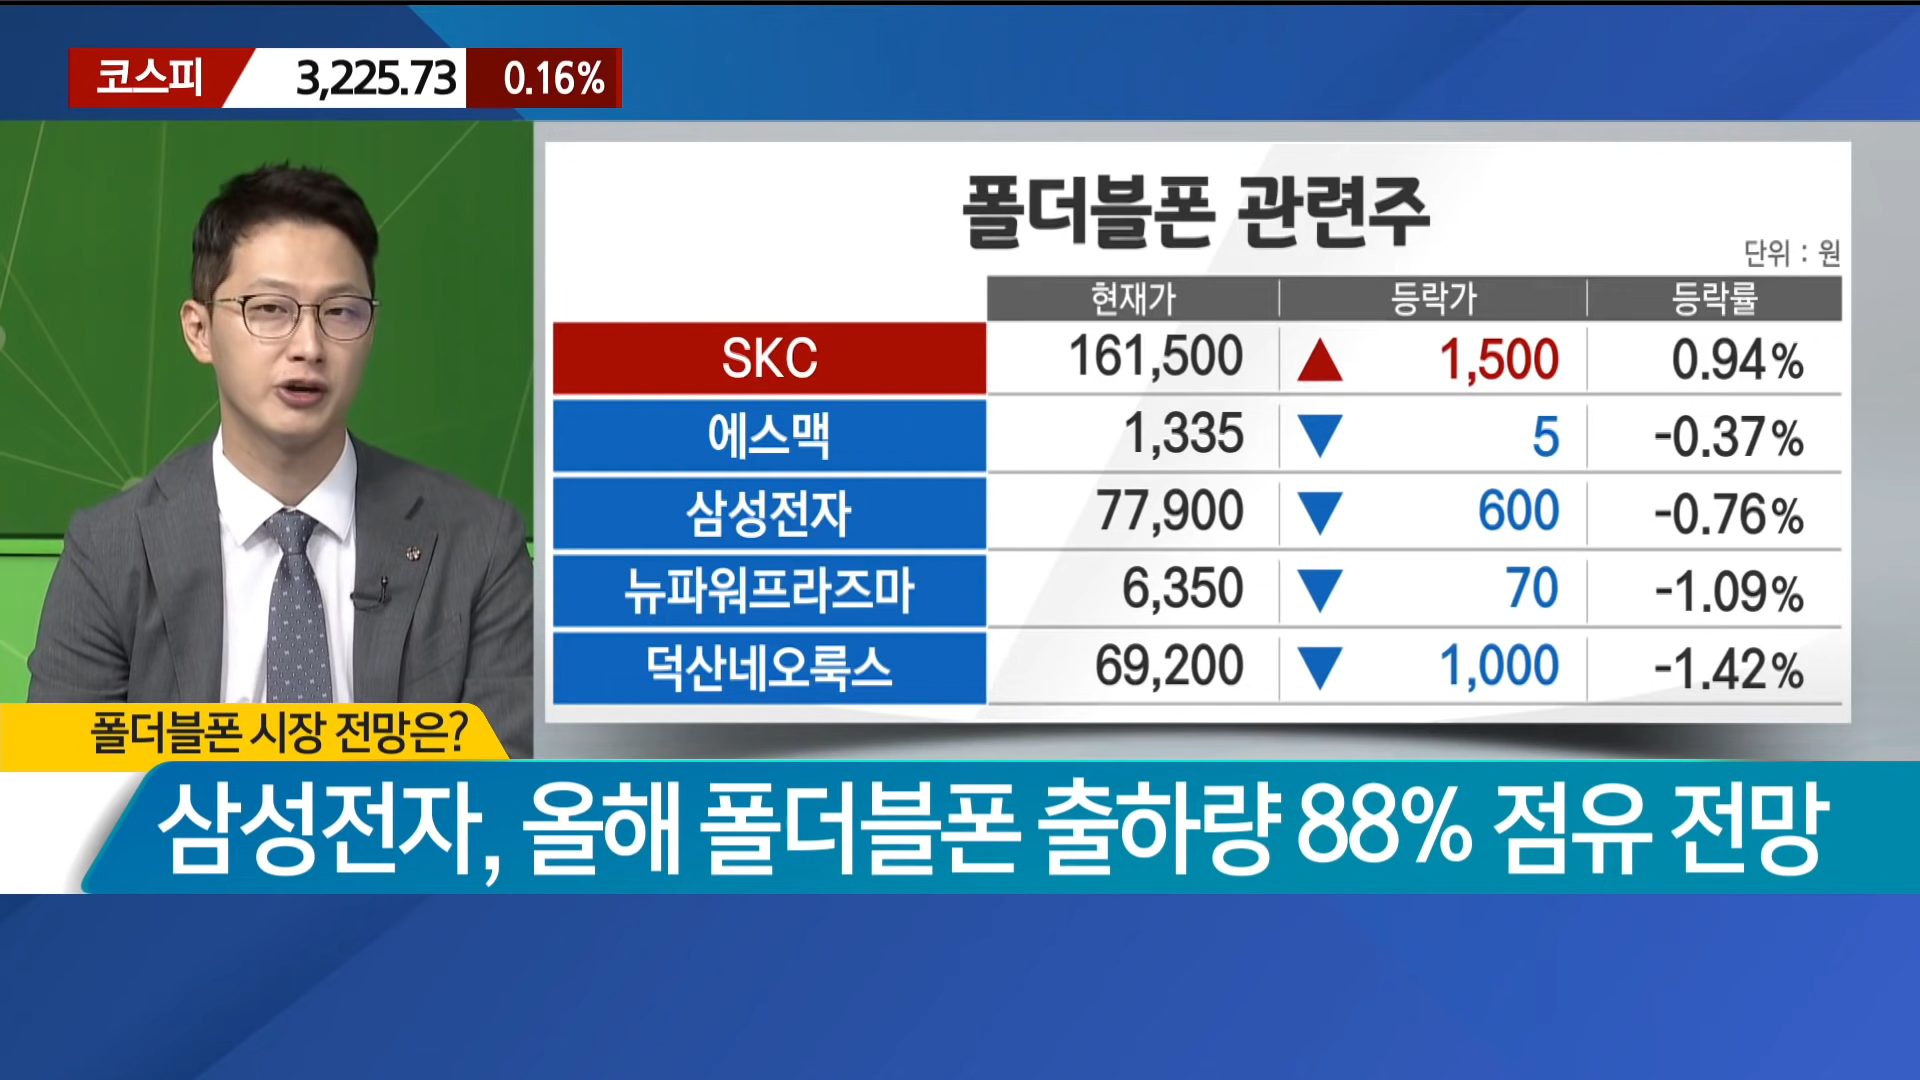 코스피 3,225.73 0.16%
폴더블폰 관련주
단위 : 원
현재가 등락가 등락률
SKC 161,500 ▲ 1,500 0.94%
에스맥 1,335 ▼ 5 -0.37%
삼성전자 77,900 ▼ 600 -0.76%
뉴파워프라즈마 6,350 ▼ 70 -1.09%
덕산네오룩스 69,200 ▼ 1,000 -1.42%
폴더블폰 시장 전망은?
삼성전자, 올해 폴더블폰 출하량 88% 점유 전망